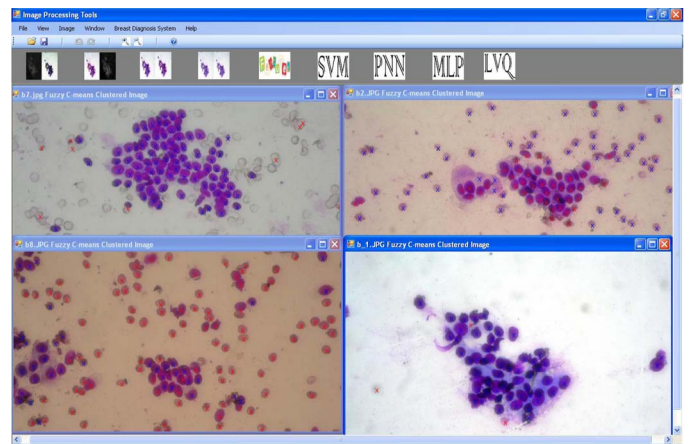 Image Processing Tools
File View Image Window Breast Diagnosis System Help
SVM PNN MLP LVQ
b7.jpg Fuzzy C-means Clustered Image
b2.JPG Fuzzy C-means Clustered Image
b8.JPG Fuzzy C-means Clustered Image
b_1.JPG Fuzzy C-means Clustered Image